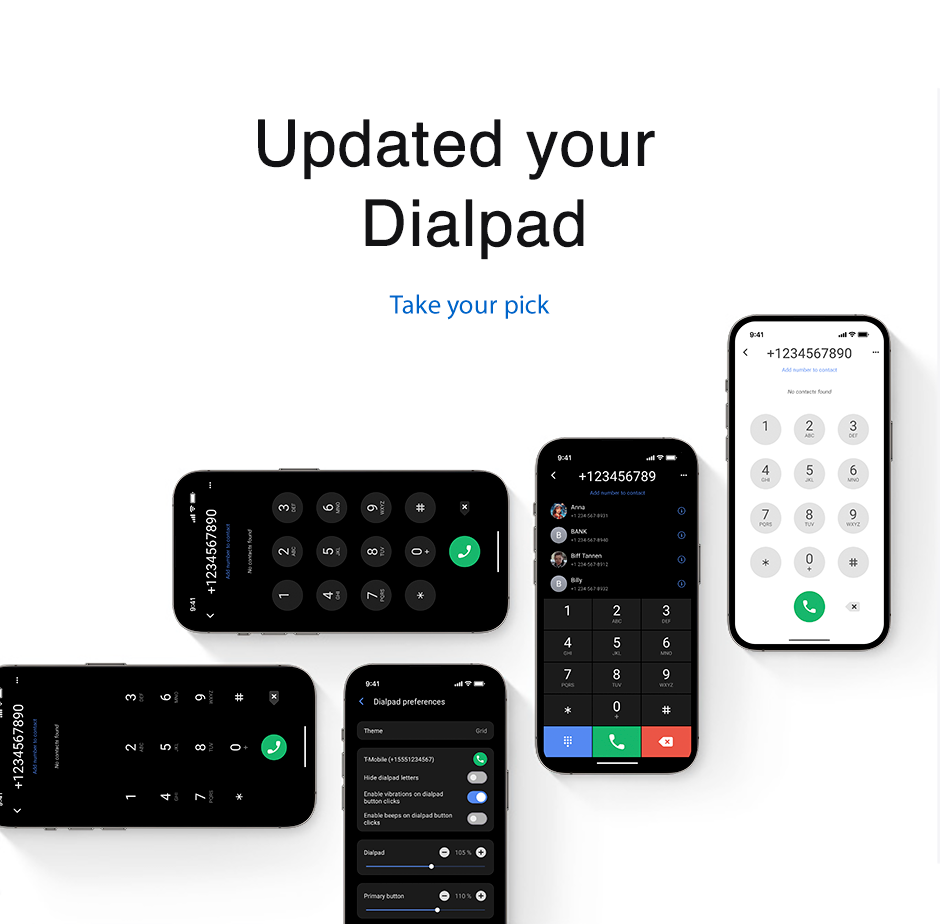 Updated your
Dialpad
Take your pick
9:41
+1234567890
Add number to contact
No contacts found
1
2 ABC
3 DEF
4 GHI
5 JKL
6 MNO
7 PQRS
8 TUV
9 WXYZ
*
0 +
#
9:41
+123456789
Add number to contact
Anna
+1 234-567-8931
B
BANK
+1 234-567-8940
Biff Tannen
+1 234-567-8912
B
Billy
+1 234-567-8932
1
2 ABC
3 DEF
4 GHI
5 JKL
6 MNO
7 PQRS
8 TUV
9 WXYZ
*
0 +
#
9:41
+1234567890
Add number to contact
No contacts found
1
2 ABC
3 DEF
4 GHI
5 JKL
6 MNO
7 PQRS
8 TUV
9 WXYZ
*
0 +
#
+1234567890
Add number to contact
No contacts found
1
2 ABC
3 DEF
4 GHI
5 JKL
6 MNO
7 PQRS
8 TUV
9 WXYZ
*
0 +
#
9:41
Dialpad preferences
Theme Grid
T-Mobile (+15551234567)
Hide dialpad letters
Enable vibrations on dialpad
button clicks
Enable beeps on dialpad button
clicks
Dialpad 105 %
Primary button 110 %